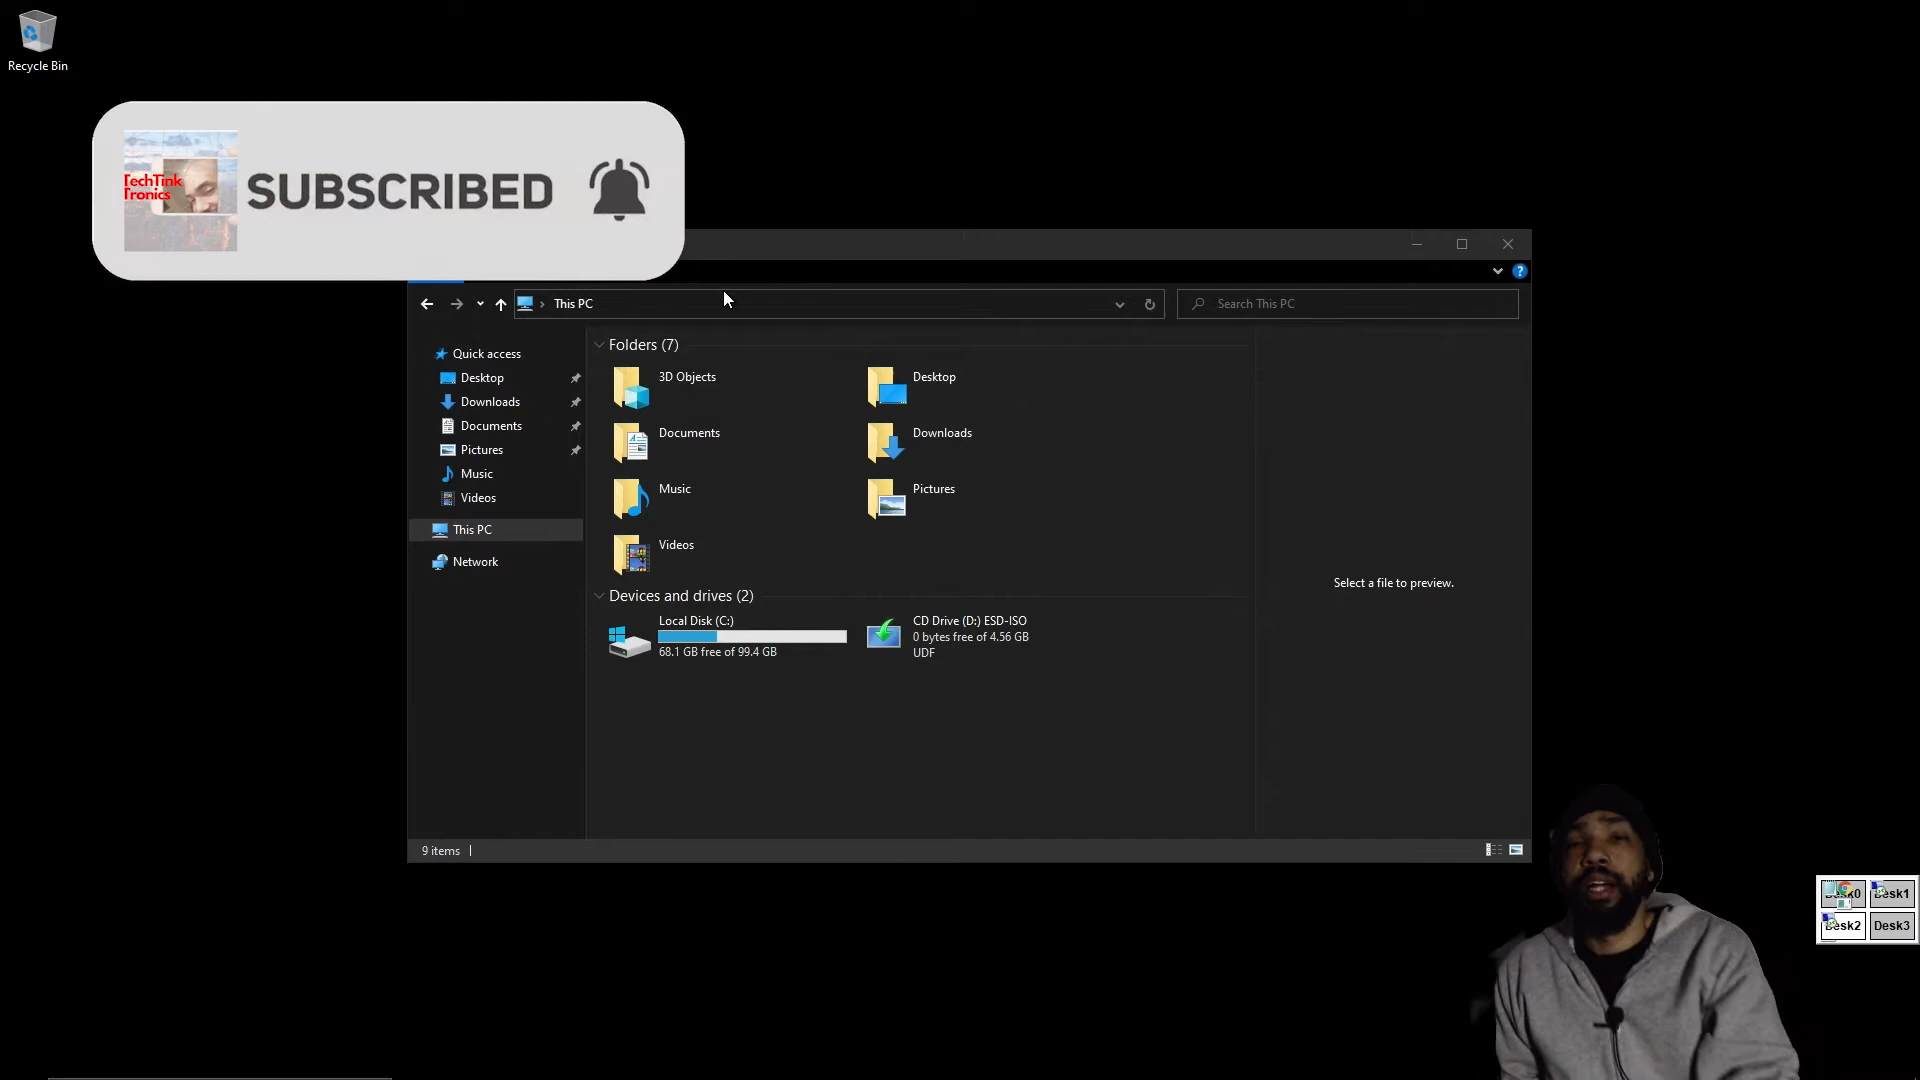 Recycle Bin
TechTink
Tronics
SUBSCRIBED
This PC
Search This PC
Quick access
Desktop
Downloads
Documents
Pictures
Music
Videos
This PC
Network
Folders (7)
3D Objects
Desktop
Documents
Downloads
Music
Pictures
Videos
Devices and drives (2)
Local Disk (C:)
68.1 GB free of 99.4 GB
CD Drive (D:) ESD-ISO
0 bytes free of 4.56 GB
UDF
Select a file to preview.
9 items
Desk1
Desk2
Desk3